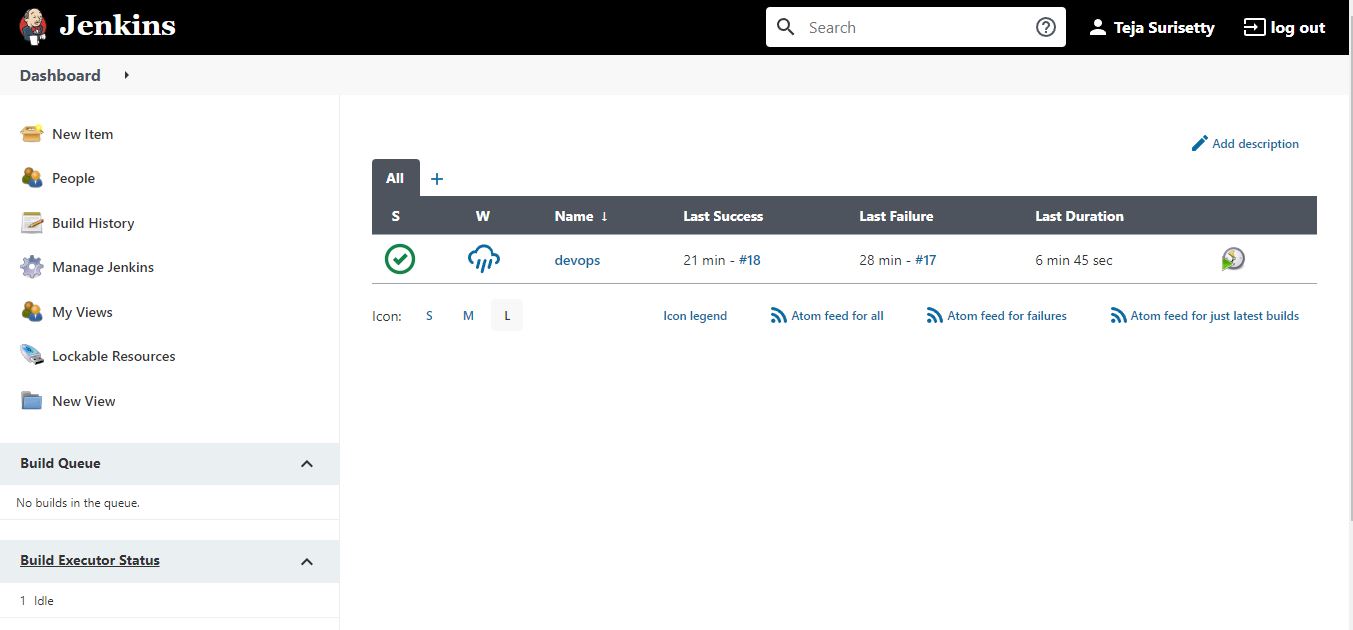 Jenkins
Search
Teja Surisetty
log out
Dashboard
New Item
People
Build History
Manage Jenkins
My Views
Lockable Resources
New View
Build Queue
No builds in the queue.
Build Executor Status
1 Idle
Add description
All +
S W Name ↓ Last Success Last Failure Last Duration
devops 21 min - #18 28 min - #17 6 min 45 sec
Icon: S M L Icon legend Atom feed for all Atom feed for failures Atom feed for just latest builds